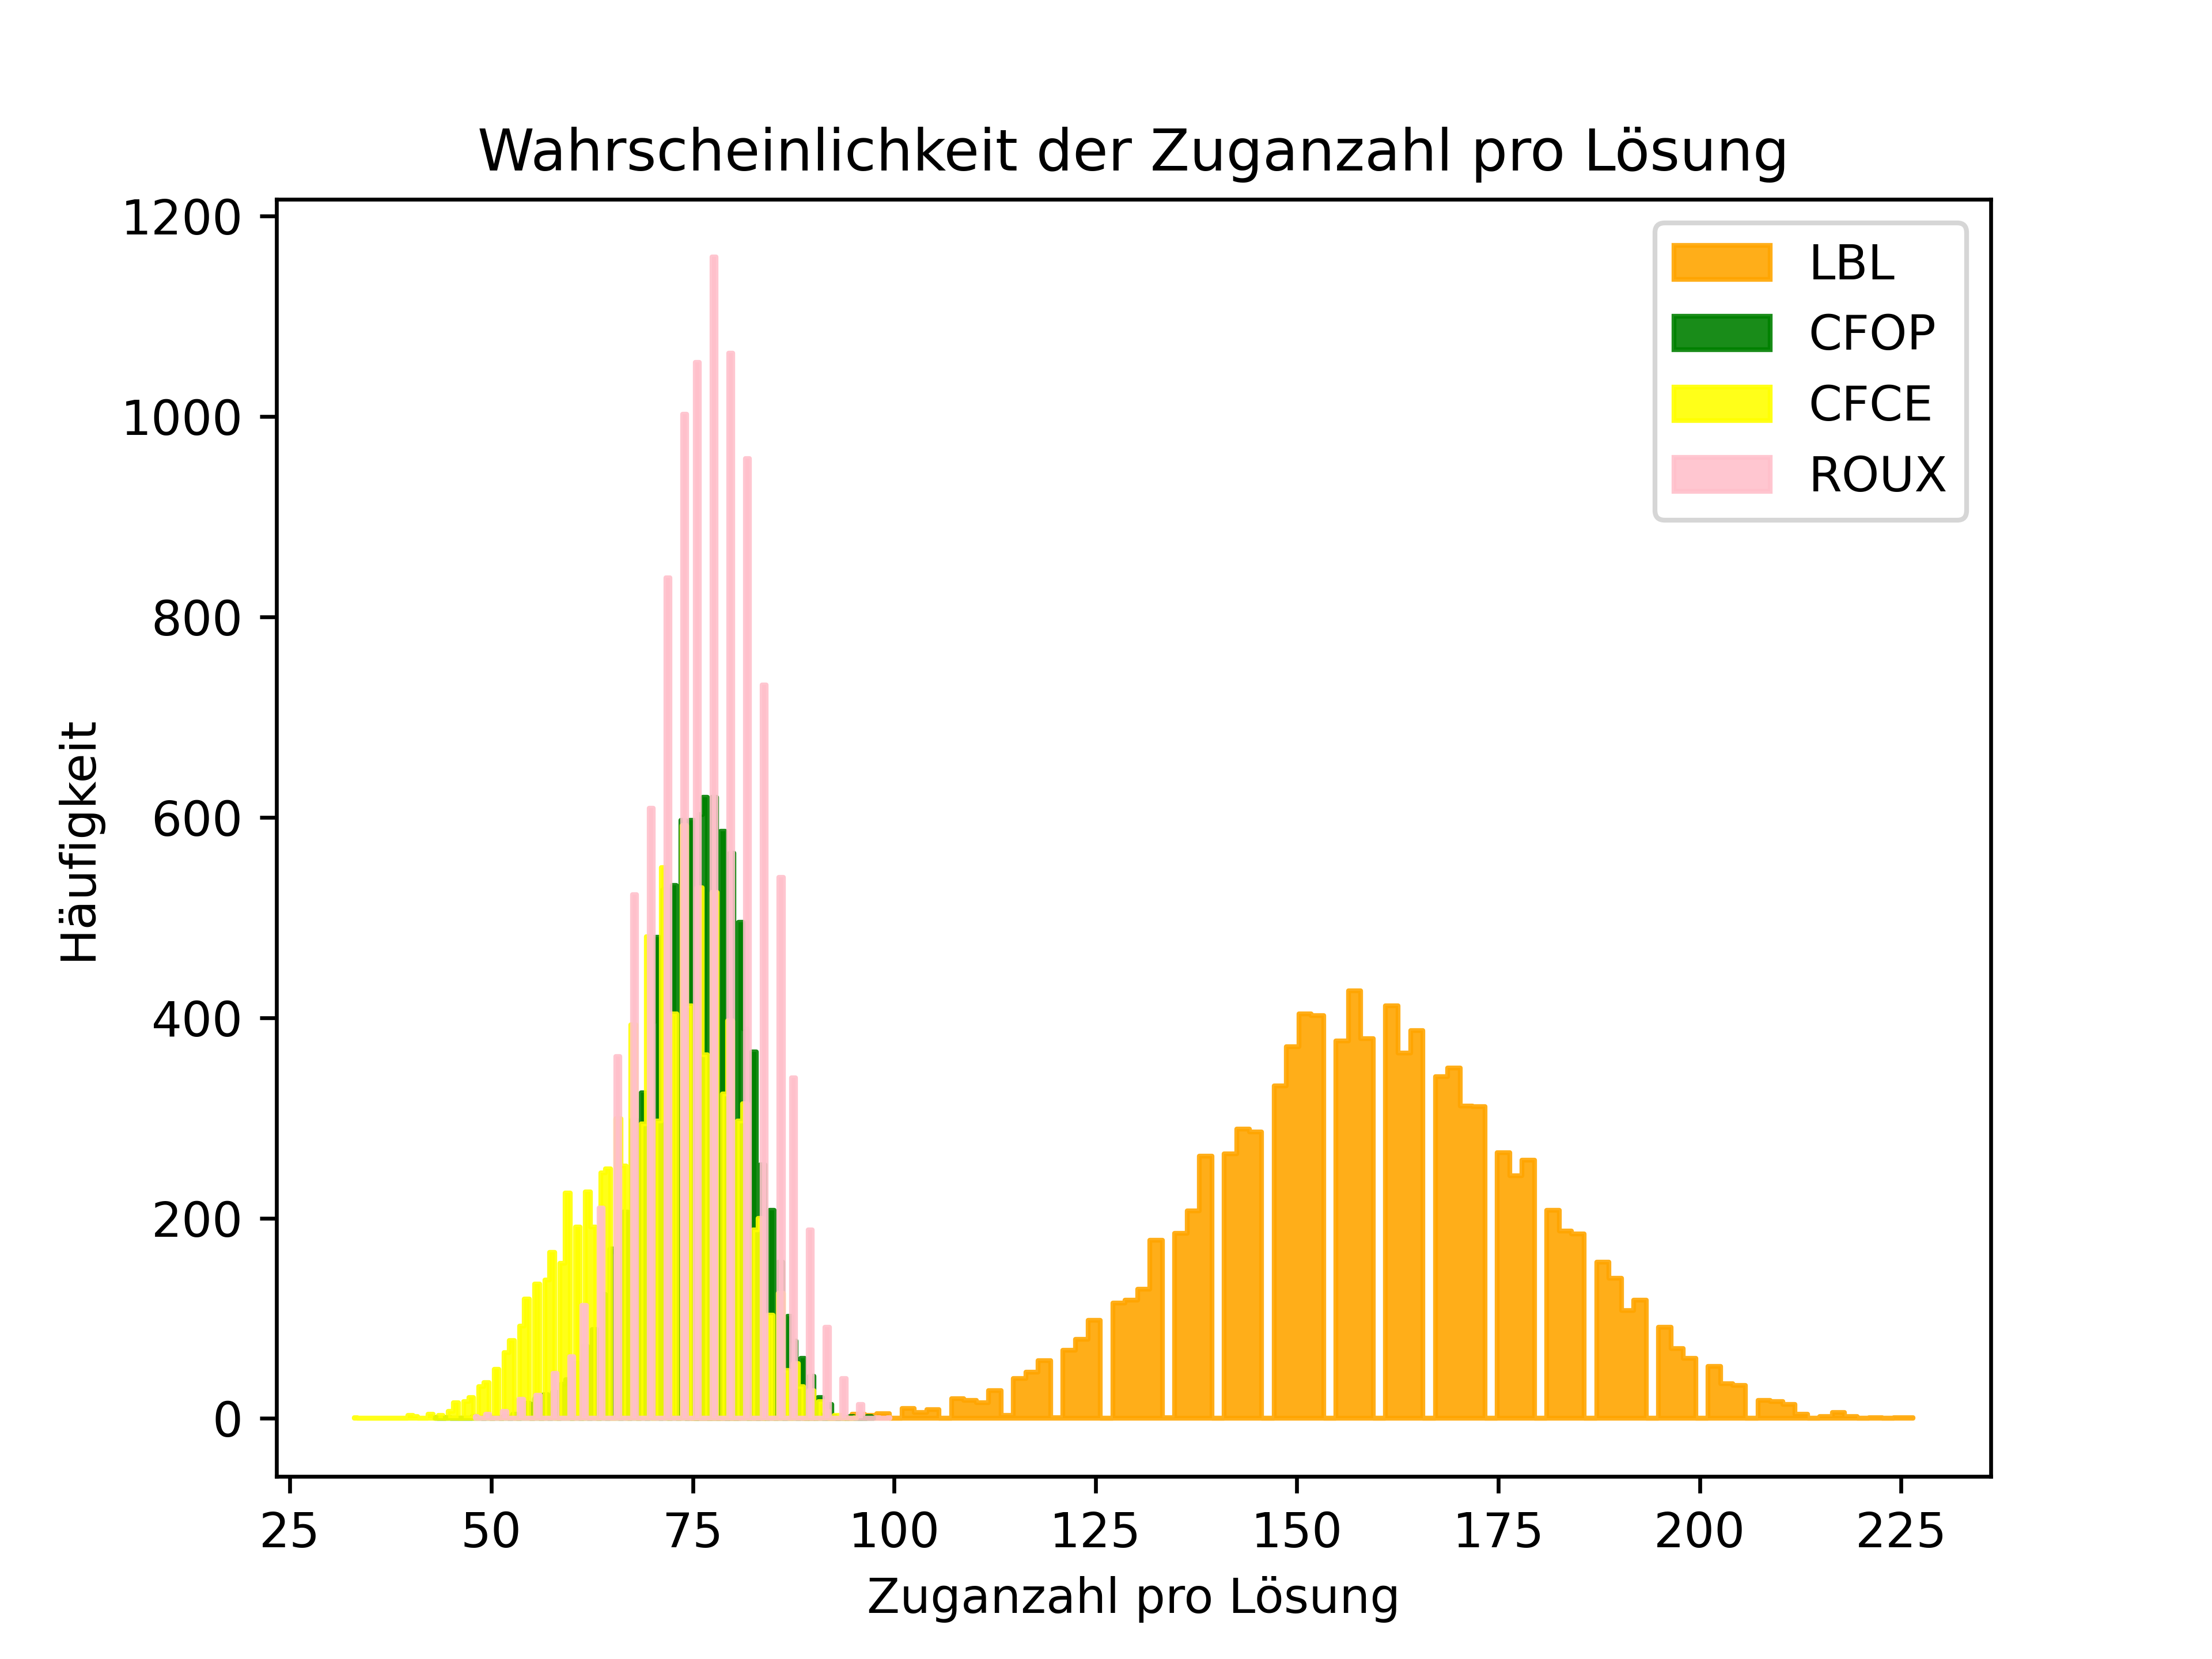 Wahrscheinlichkeit der Zuganzahl pro Lösung
1200
1000
800
600
400
200
0
Häufigkeit
LBL
CFOP
CFCE
ROUX
25 50 75 100 125 150 175 200 225
Zuganzahl pro Lösung